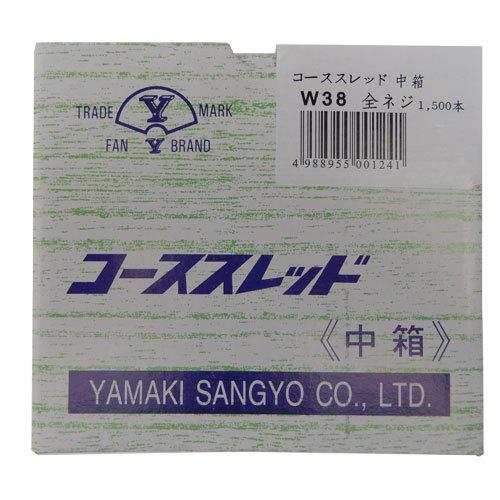 TRADE Y MARK
FAN Y BRAND
コーススレッド 中箱
W38 全ネジ 1,500本
4 988955 001241
コーススレッド
《中箱》
YAMAKI SANGYO CO., LTD.